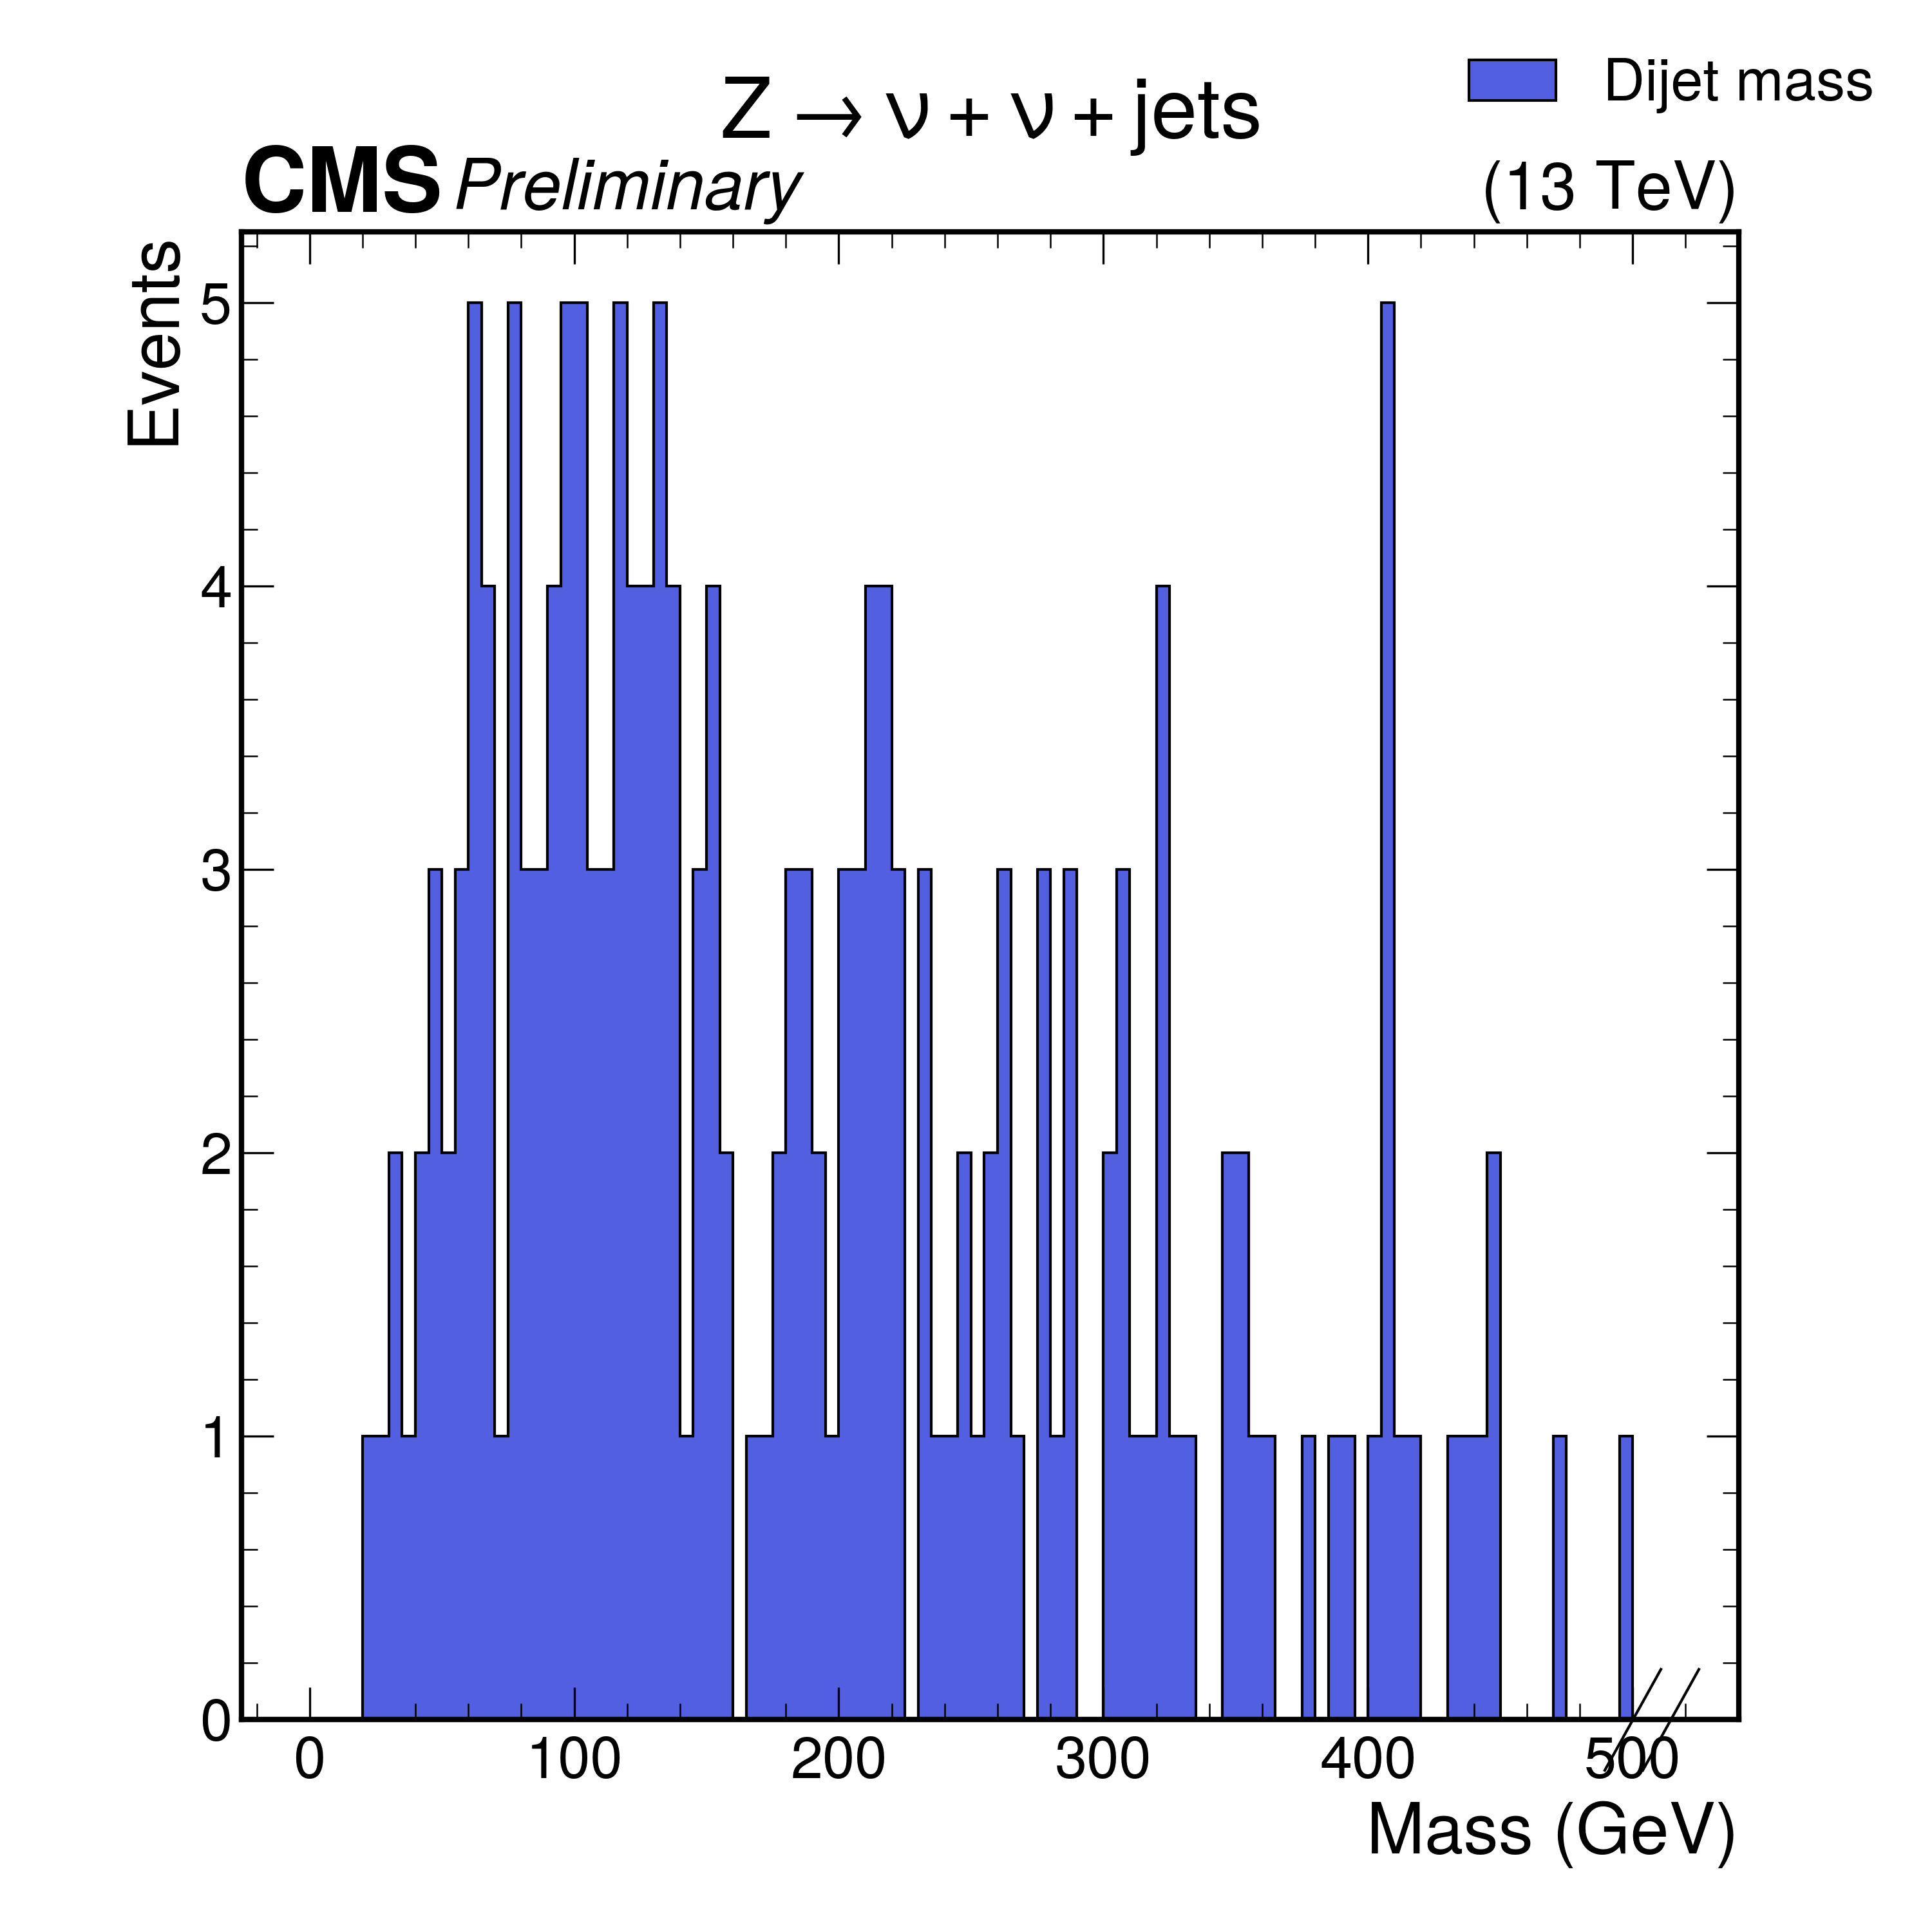 Dijet mass
Z → ν + ν + jets
CMS Preliminary
(13 TeV)
Events
5
4
3
2
1
0
0 100 200 300 400 500
Mass (GeV)